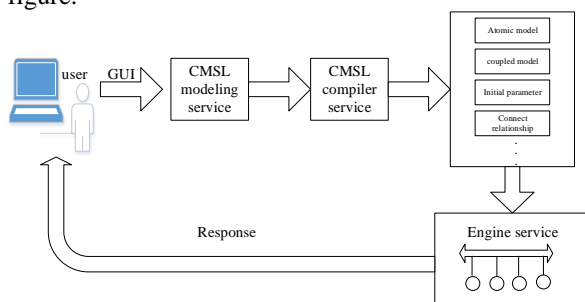 figure.
user
GUI
CMSL
modeling
service
CMSL
compiler
service
Atomic model
coupled model
Initial parameter
Connect
relationship
.
.
.
Response
Engine service